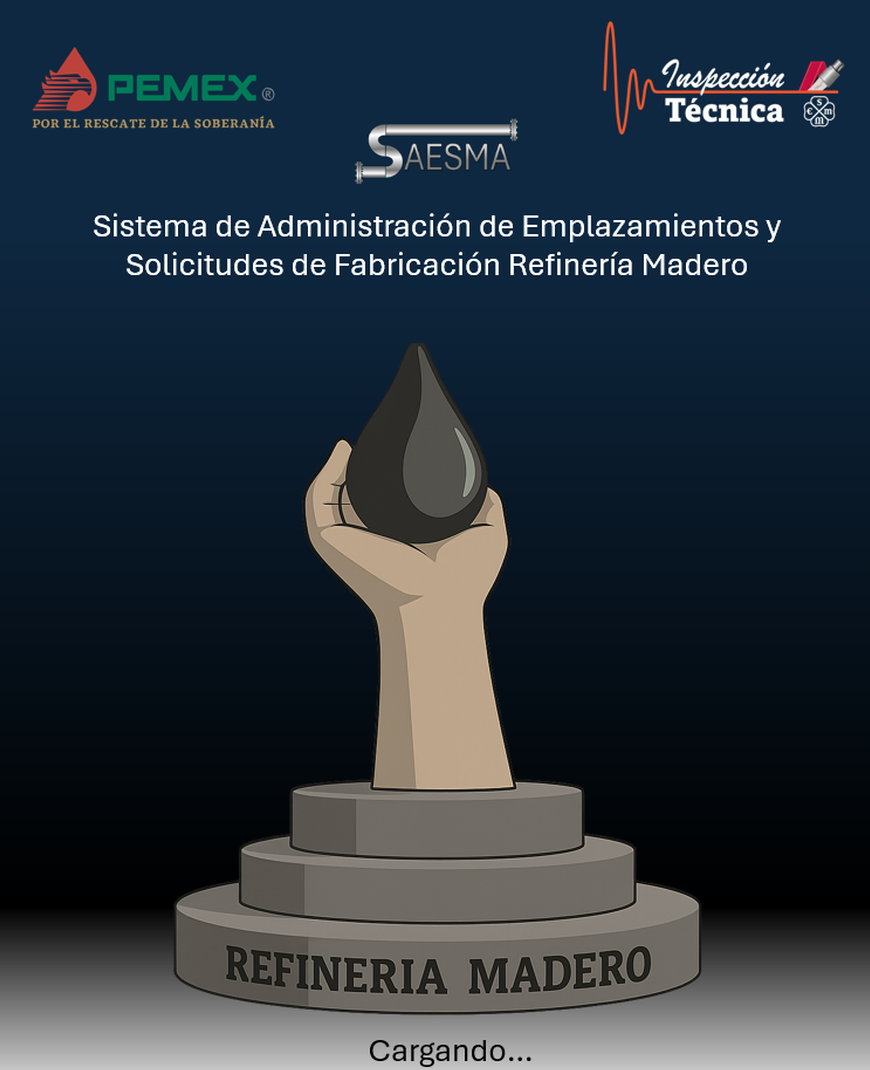 PEMEX ®
POR EL RESCATE DE LA SOBERANÍA
Inspección
Técnica
SAESMA
Sistema de Administración de Emplazamientos y
Solicitudes de Fabricación Refinería Madero
REFINERIA MADERO
Cargando...